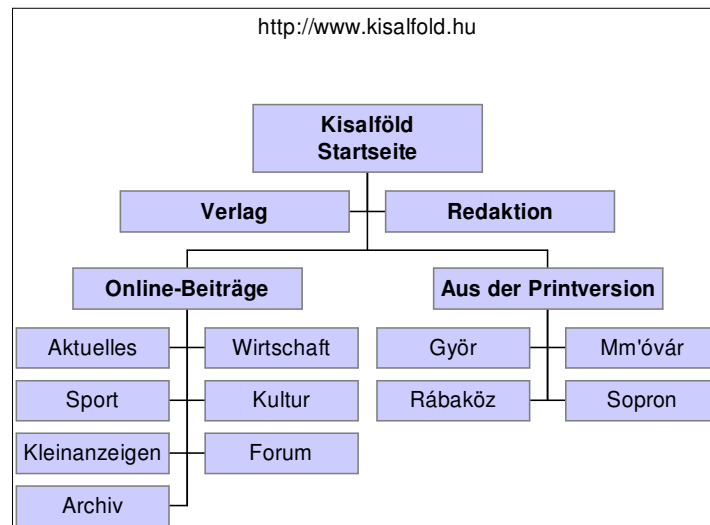 http://www.kisalfold.hu
Kisalföld
Startseite
Verlag
Redaktion
Online-Beiträge
Aus der Printversion
Aktuelles
Wirtschaft
Györ
Mm'óvár
Sport
Kultur
Rábaköz
Sopron
Kleinanzeigen
Forum
Archiv